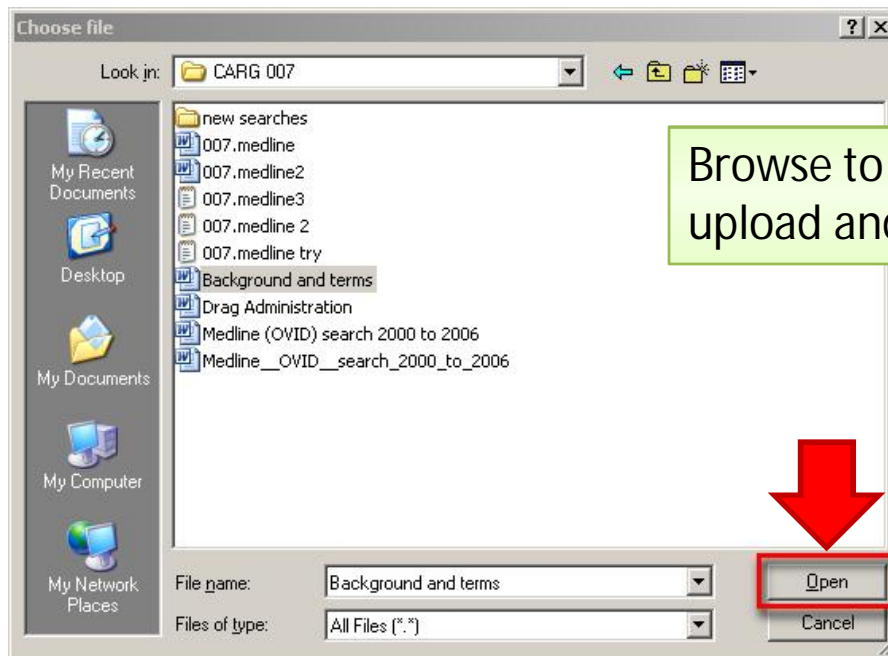 Choose file
Look in:
CARG 007
My Recent
Documents
Desktop
My Documents
My Computer
My Network
Places
new searches
007.medline
007.medline2
007.medline3
007.medline 2
007.medline try
Background and terms
Drag Administration
Medline (OVID) search 2000 to 2006
Medline__OVID__search_2000_to_2006
Browse to
upload and
File name:
Background and terms
Open
Files of type:
All Files (*.*)
Cancel